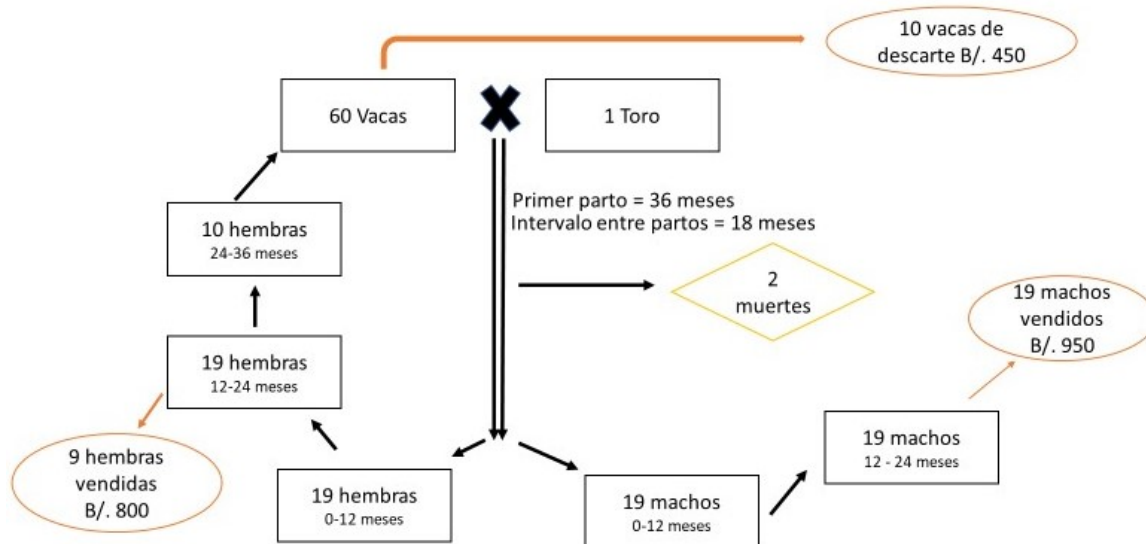 10 vacas de
descarte B/. 450
60 Vacas
1 Toro
Primer parto = 36 meses
Intervalo entre partos = 18 meses
10 hembras
24-36 meses
2
muertes
19 machos
vendidos
B/. 950
19 hembras
12-24 meses
19 machos
12 - 24 meses
9 hembras
vendidas
B/. 800
19 hembras
0-12 meses
19 machos
0-12 meses